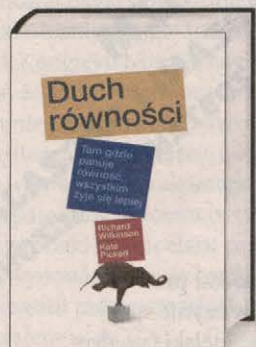 Duch
równości
Tam gdzie
panuje
równość,
wszystkim
żyje się lepiej
Richard
Wilkinson
Kate
Pickett